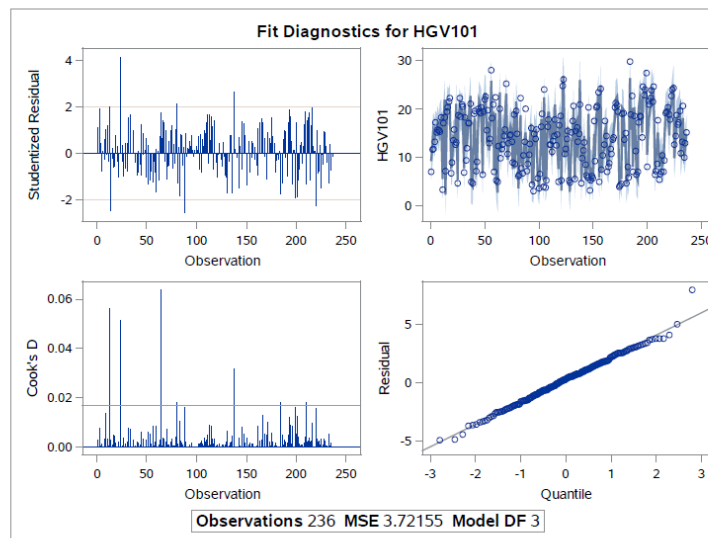 Fit Diagnostics for HGV101
Studentized Residual
4
2
0
-2
0 50 100 150 200 250
Observation
HGV101
30
20
10
0
0 50 100 150 200 250
Observation
Cook's D
0.06
0.04
0.02
0.00
0 50 100 150 200 250
Observation
Residual
5
0
-5
-3 -2 -1 0 1 2 3
Quantile
Observations 236 MSE 3.72155 Model DF 3